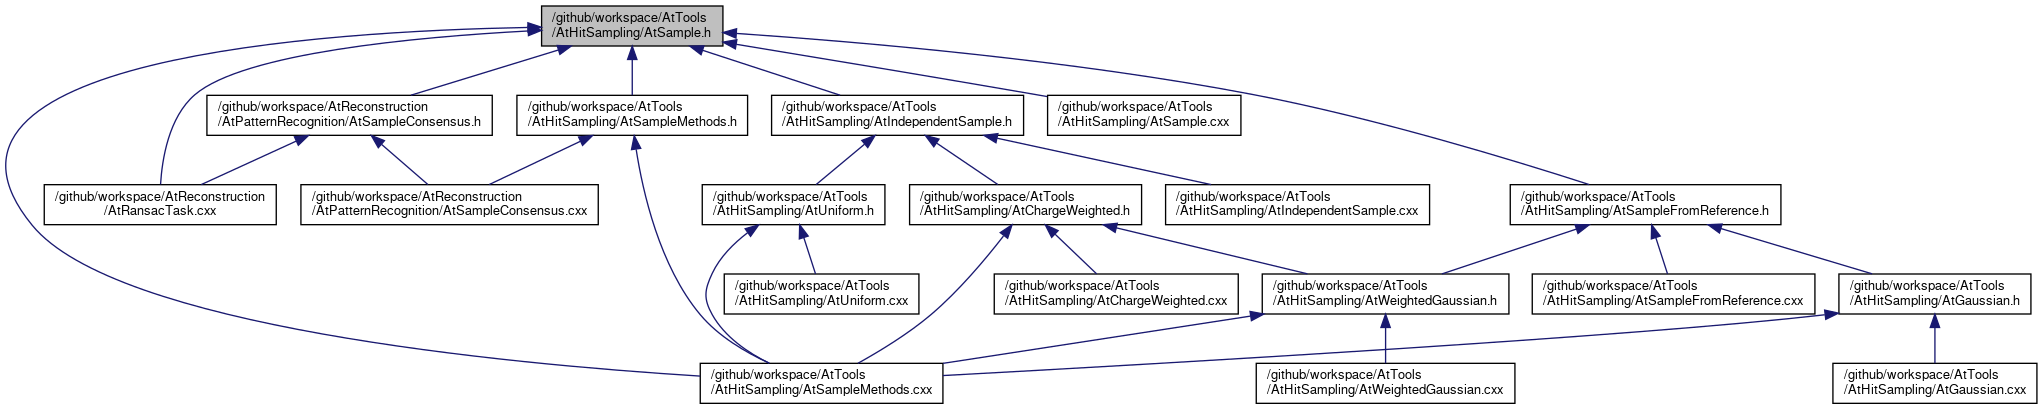 /github/workspace/AtTools
/AtHitSampling/AtSample.h
/github/workspace/AtReconstruction
/AtPatternRecognition/AtSampleConsensus.h
/github/workspace/AtTools
/AtHitSampling/AtSampleMethods.h
/github/workspace/AtTools
/AtHitSampling/AtIndependentSample.h
/github/workspace/AtTools
/AtHitSampling/AtSample.cxx
/github/workspace/AtReconstruction
/AtRansacTask.cxx
/github/workspace/AtReconstruction
/AtPatternRecognition/AtSampleConsensus.cxx
/github/workspace/AtTools
/AtHitSampling/AtUniform.h
/github/workspace/AtTools
/AtHitSampling/AtChargeWeighted.h
/github/workspace/AtTools
/AtHitSampling/AtIndependentSample.cxx
/github/workspace/AtTools
/AtHitSampling/AtSampleFromReference.h
/github/workspace/AtTools
/AtHitSampling/AtUniform.cxx
/github/workspace/AtTools
/AtHitSampling/AtChargeWeighted.cxx
/github/workspace/AtTools
/AtHitSampling/AtWeightedGaussian.h
/github/workspace/AtTools
/AtHitSampling/AtSampleFromReference.cxx
/github/workspace/AtTools
/AtHitSampling/AtGaussian.h
/github/workspace/AtTools
/AtHitSampling/AtSampleMethods.cxx
/github/workspace/AtTools
/AtHitSampling/AtWeightedGaussian.cxx
/github/workspace/AtTools
/AtHitSampling/AtGaussian.cxx